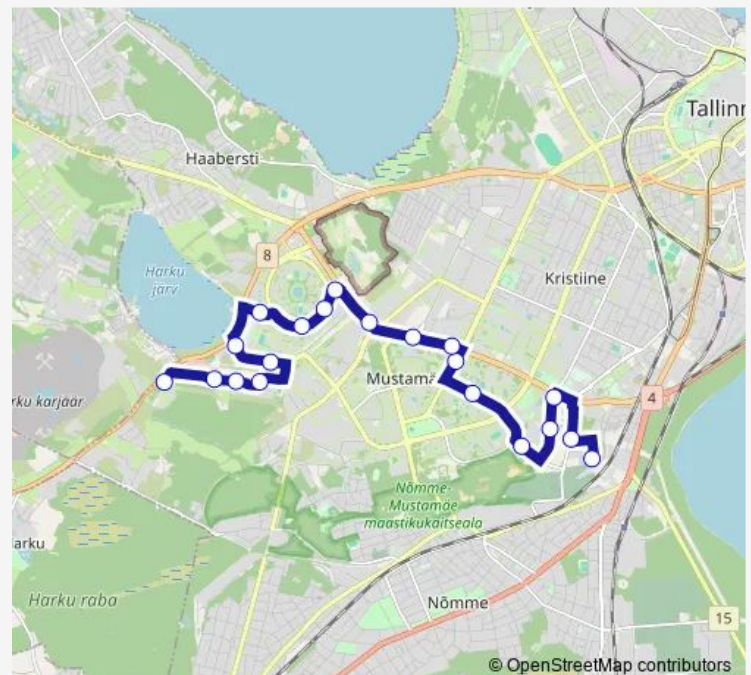 Tallinn
Haabersti
8
Harku
järv
Kristiine
rku karjäär
Mustamä
4
Nõmme-
Mustamäe
maastikukaitseala
arku
Harku raba
Nõmme
15
© OpenStreetMap contributors